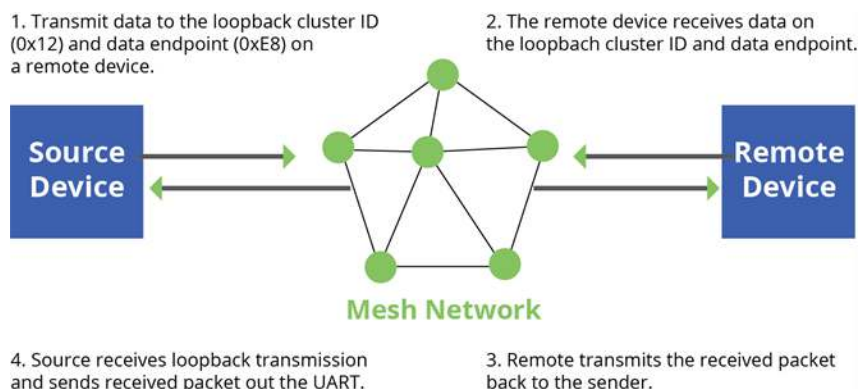 1. Transmit data to the loopback cluster ID
(0x12) and data endpoint (0xE8) on
a remote device.
2. The remote device receives data on
the loopbach cluster ID and data endpoint.
Source
Device
Remote
Device
Mesh Network
4. Source receives loopback transmission
and sends received packet out the UART.
3. Remote transmits the received packet
back to the sender.